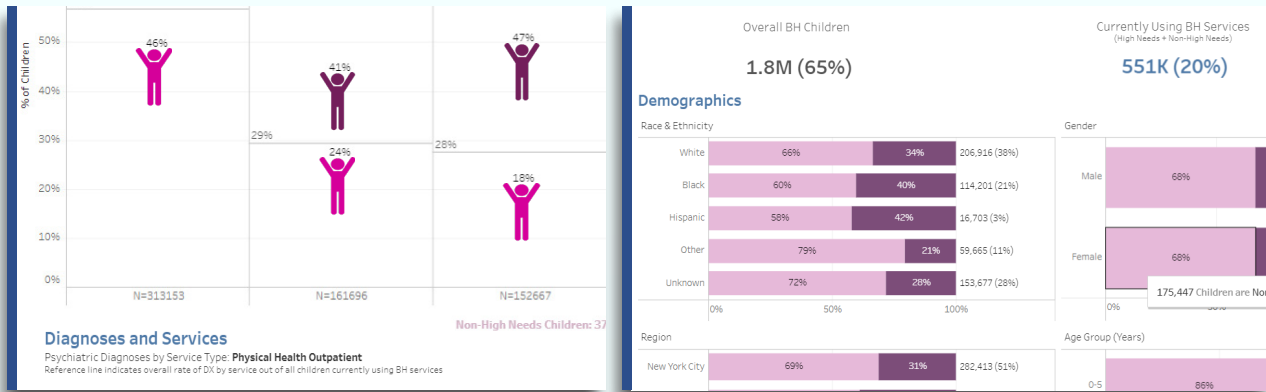 50%
46%
47%
41%
40%
% of Children
30%
29%
28%
24%
20%
18%
10%
0%
N=313153
N=161696
N=152667
Non-High Needs Children: 37
Diagnoses and Services
Psychiatric Diagnoses by Service Type: Physical Health Outpatient
Reference line indicates overall rate of DX by service out of all children currently using BH services
Overall BH Children
1.8M (65%)
Currently Using BH Services
(High Needs + Non-High Needs)
551K (20%)
Demographics
Race & Ethnicity
White 66% 34% 206,916 (38%)
Black 60% 40% 114,201 (21%)
Hispanic 58% 42% 16,703 (3%)
Other 79% 21% 59,665 (11%)
Unknown 72% 28% 153,677 (28%)
0% 50% 100%
Gender
Male 68%
Female 68%
175,447 Children are
0%
Region
New York City 69% 31% 282,413 (51%)
Age Group (Years)
0-5 86%